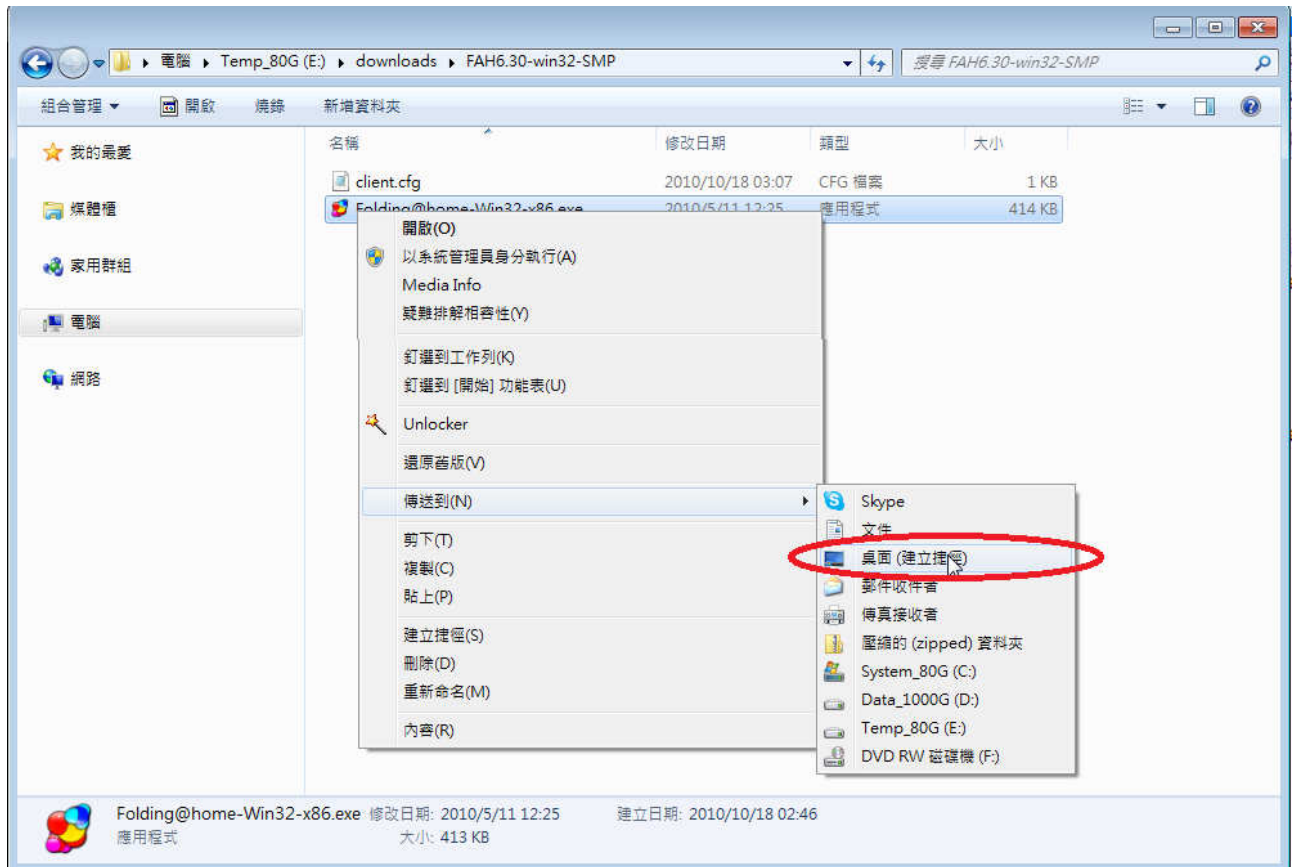 電腦 ▸ Temp_80G (E:) ▸ downloads ▸ FAH6.30-win32-SMP
搜尋 FAH6.30-win32-SMP
組合管理 開啟 燒錄 新增資料夾
我的最愛
媒體櫃
家用群組
電腦
網路
名稱 修改日期 類型 大小
client.cfg 2010/10/18 03:07 CFG 檔案 1 KB
Folding@home-Win32-x86.exe 2010/5/11 12:25 應用程式 414 KB
開啟(O)
以系統管理員身分執行(A)
Media Info
疑難排解相容性(Y)
釘選到工作列(K)
釘選到 [開始] 功能表(U)
Unlocker
還原舊版(V)
傳送到(N)
剪下(T)
複製(C)
貼上(P)
建立捷徑(S)
刪除(D)
重新命名(M)
內容(R)
Skype
文件
桌面 (建立捷徑)
郵件收件者
傳真接收者
壓縮的 (zipped) 資料夾
System_80G (C:)
Data_1000G (D:)
Temp_80G (E:)
DVD RW 磁碟機 (F:)
Folding@home-Win32-x86.exe 修改日期: 2010/5/11 12:25 建立日期: 2010/10/18 02:46
應用程式 大小: 413 KB